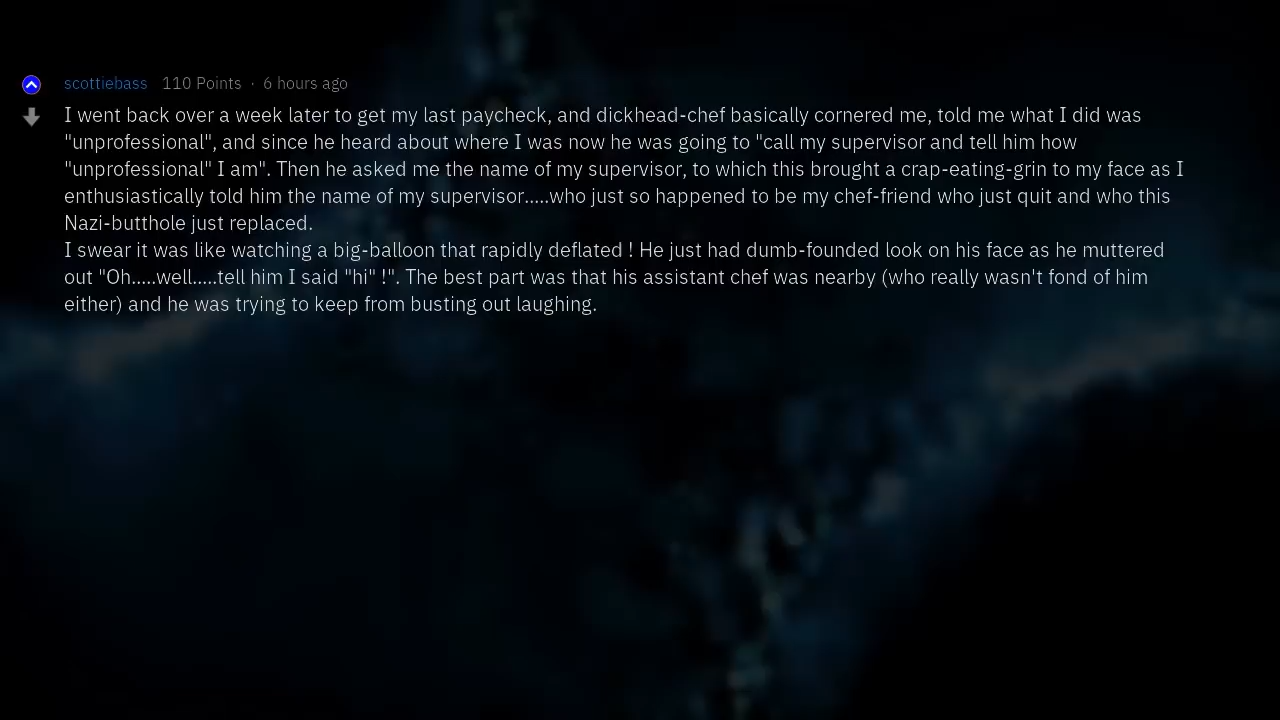 scottiebass 110 Points · 6 hours ago
I went back over a week later to get my last paycheck, and dickhead-chef basically cornered me, told me what I did was
"unprofessional", and since he heard about where I was now he was going to "call my supervisor and tell him how
"unprofessional" I am". Then he asked me the name of my supervisor, to which this brought a crap-eating-grin to my face as I
enthusiastically told him the name of my supervisor.....who just so happened to be my chef-friend who just quit and who this
Nazi-butthole just replaced.
I swear it was like watching a big-balloon that rapidly deflated ! He just had dumb-founded look on his face as he muttered
out "Oh.....well.....tell him I said "hi" !". The best part was that his assistant chef was nearby (who really wasn't fond of him
either) and he was trying to keep from busting out laughing.